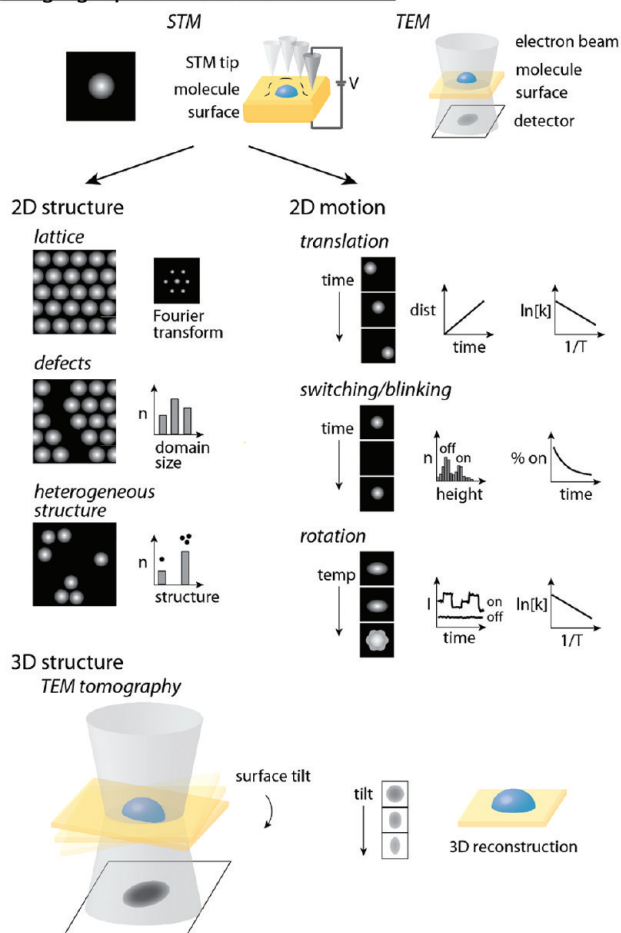 STM
TEM
STM tip
molecule
surface
V
electron beam
molecule
surface
detector
2D structure
lattice
Fourier
transform
defects
n
domain
size
heterogeneous
structure
n
structure
2D motion
translation
time
dist
time
ln[k]
1/T
switching/blinking
time
n
off
on
height
% on
time
rotation
temp
I
on
off
time
ln[k]
1/T
3D structure
TEM tomography
surface tilt
tilt
3D reconstruction